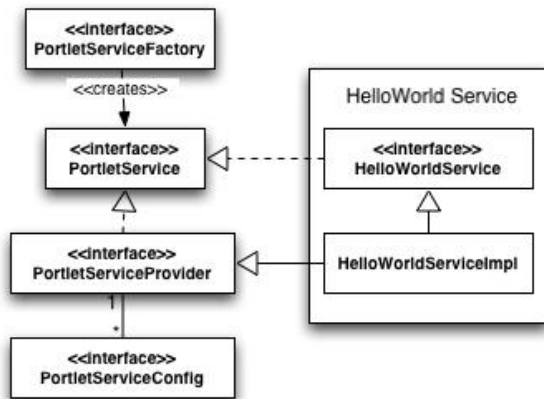 <<interface>>
PortletServiceFactory
<<creates>>
HelloWorld Service
<<interface>>
PortletService
<<interface>>
HelloWorldService
<<interface>>
PortletServiceProvider
HelloWorldServiceImpl
1
*
<<interface>>
PortletServiceConfig